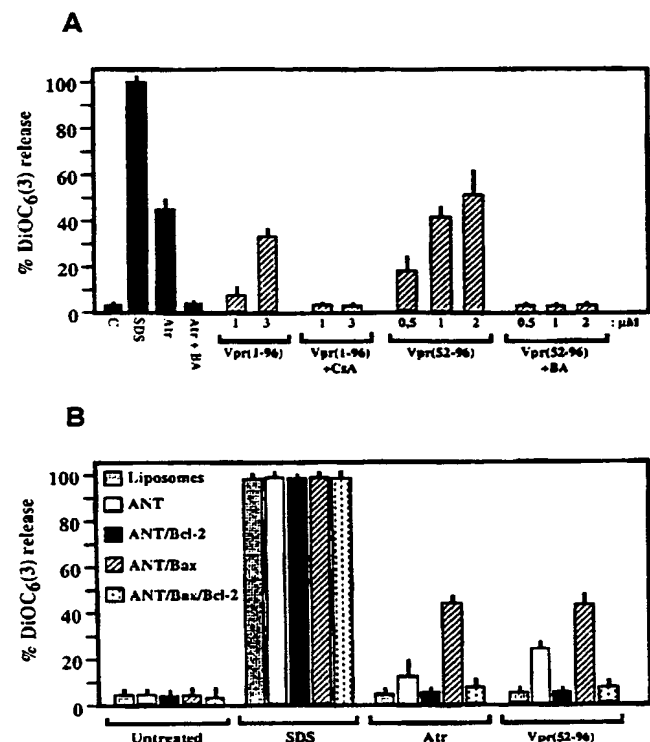 A
% DiOC6(3) release
100
80
60
40
20
0
C
SDS
Atr
Atr + BA
1 3
1 3
0,5 1 2
0,5 1 2 : μM
Vpr(1-96)
Vpr(1-96)
+CsA
Vpr(52-96)
Vpr(52-96)
+BA
B
% DiOC6(3) release
100
80
60
40
20
0
Liposomes
ANT
ANT/Bcl-2
ANT/Bax
ANT/Bax/Bcl-2
Untreated
SDS
Atr
Vpr(52-96)